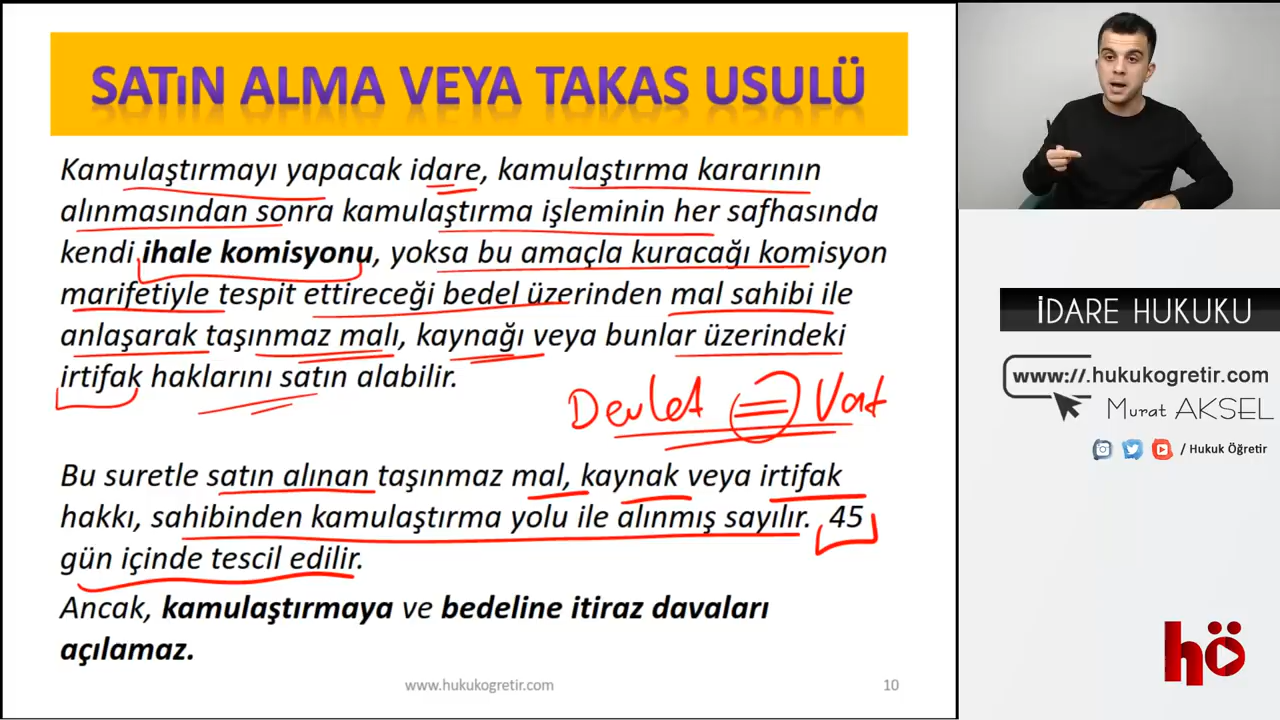 SATıN ALMA VEYA TAKAS USULÜ
Kamulaştırmayı yapacak idare, kamulaştırma kararının
alınmasından sonra kamulaştırma işleminin her safhasında
kendi ihale komisyonu, yoksa bu amaçla kuracağı komisyon
marifetiyle tespit ettireceği bedel üzerinden mal sahibi ile
anlaşarak taşınmaz malı, kaynağı veya bunlar üzerindeki
irtifak haklarını satın alabilir.
Devlet = Vat
Bu suretle satın alınan taşınmaz mal, kaynak veya irtifak
hakkı, sahibinden kamulaştırma yolu ile alınmış sayılır. 45
gün içinde tescil edilir.
Ancak, kamulaştırmaya ve bedeline itiraz davaları
açılamaz.
www.hukukogretir.com
10
İDARE HUKUKU
www://.hukukogretir.com
Murat AKSEL
/ Hukuk Öğretir
hö